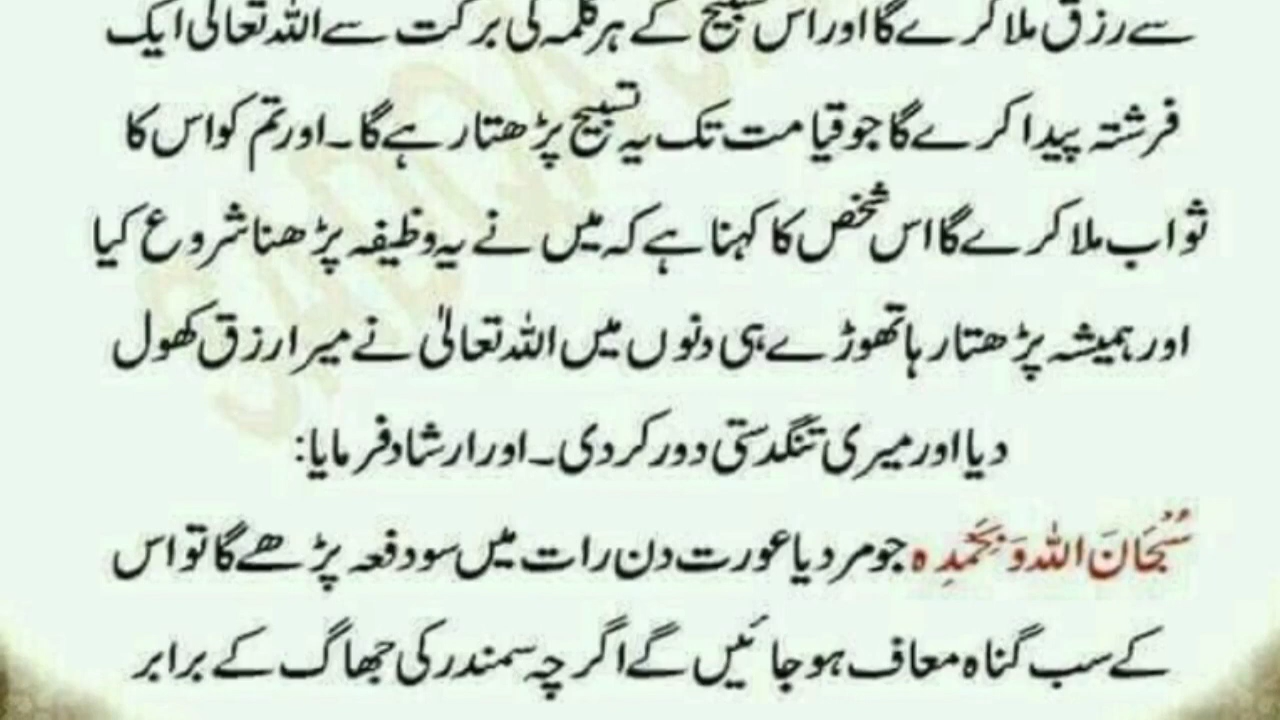 سے رزق ملا کرے گا اور اس تسبیح کے ہر کلمہ کی برکت سے اللہ تعالیٰ ایک
فرشتہ پیدا کرے گا جو قیامت تک یہ تسبیح پڑھتا رہے گا۔ اور تم کو اس کا
ثواب ملا کرے گا اس شخص کا کہنا ہے کہ میں نے یہ وظیفہ پڑھنا شروع کیا
اور ہمیشہ پڑھتا رہا تھوڑے ہی دنوں میں اللہ تعالیٰ نے میرا رزق کھول
دیا اور میری تنگدستی دور کر دی۔ اور ارشاد فرمایا:
سُبْحَانَ اللہ وَبِحَمْدِہ جو مرد یا عورت دن رات میں سو دفعہ پڑھے گا تو اس
کے سب گناہ معاف ہو جائیں گے اگرچہ سمندر کی جھاگ کے برابر